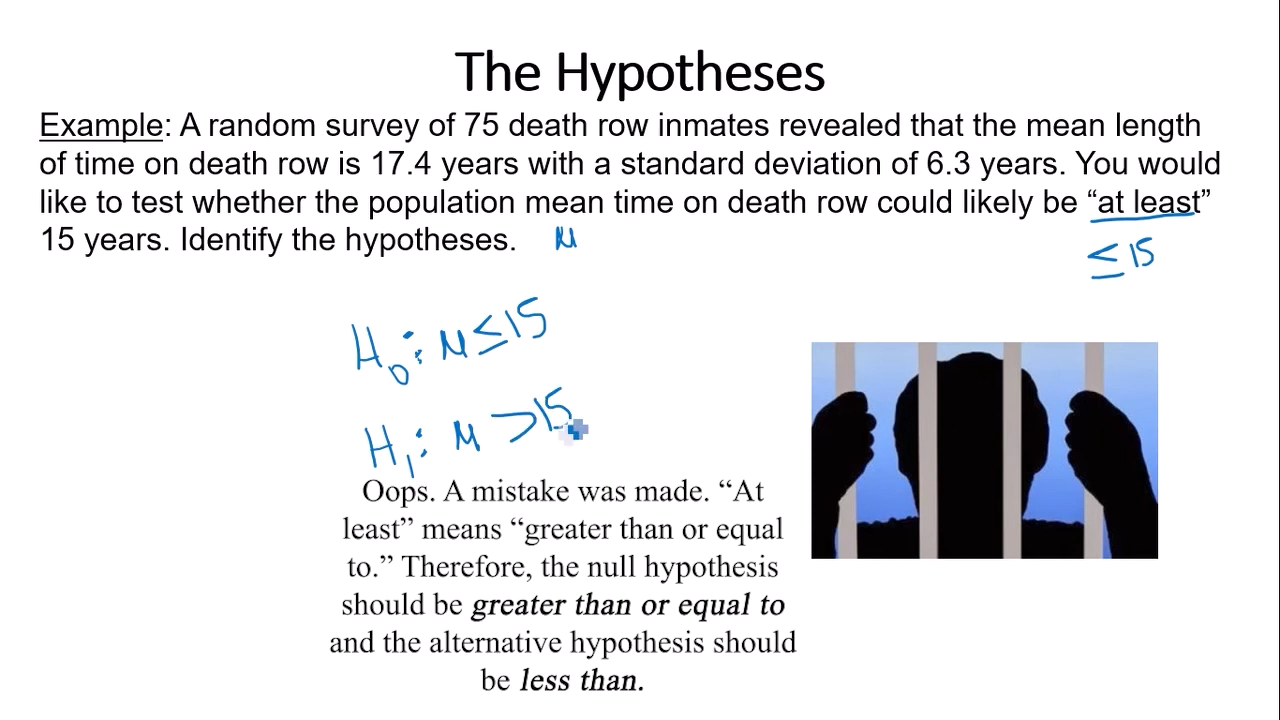 The Hypotheses
Example: A random survey of 75 death row inmates revealed that the mean length
of time on death row is 17.4 years with a standard deviation of 6.3 years. You would
like to test whether the population mean time on death row could likely be “at least”
15 years. Identify the hypotheses. μ
≤ 15
H₀: μ ≤ 15
H₁: μ > 15
Oops. A mistake was made. “At
least” means “greater than or equal
to.” Therefore, the null hypothesis
should be greater than or equal to
and the alternative hypothesis should
be less than.